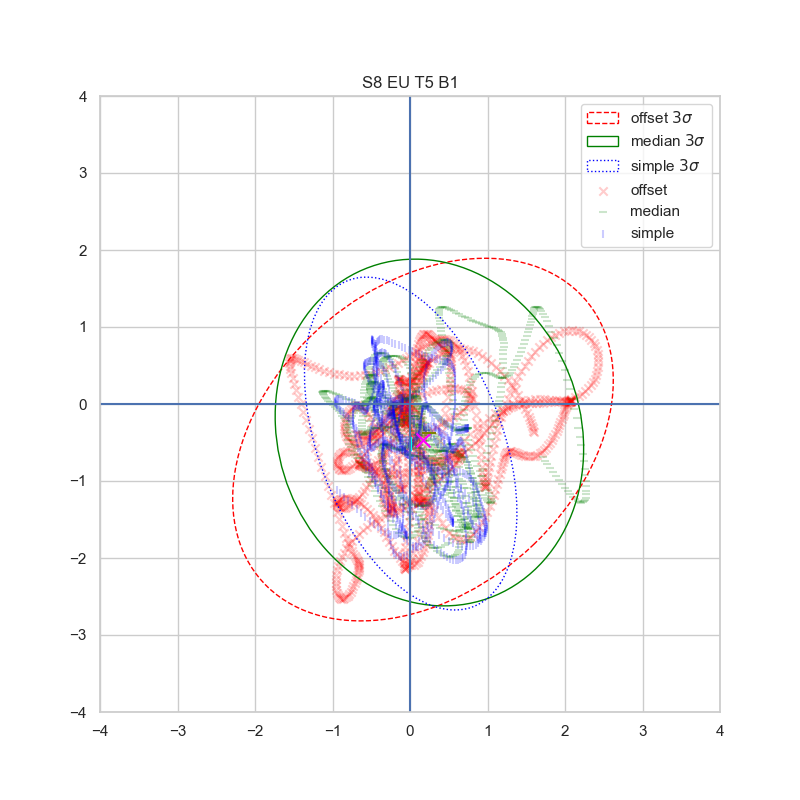 S8 EU T5 B1
offset 3σ
median 3σ
simple 3σ
offset
median
simple
4
3
2
1
0
−1
−2
−3
−4
−4 −3 −2 −1 0 1 2 3 4